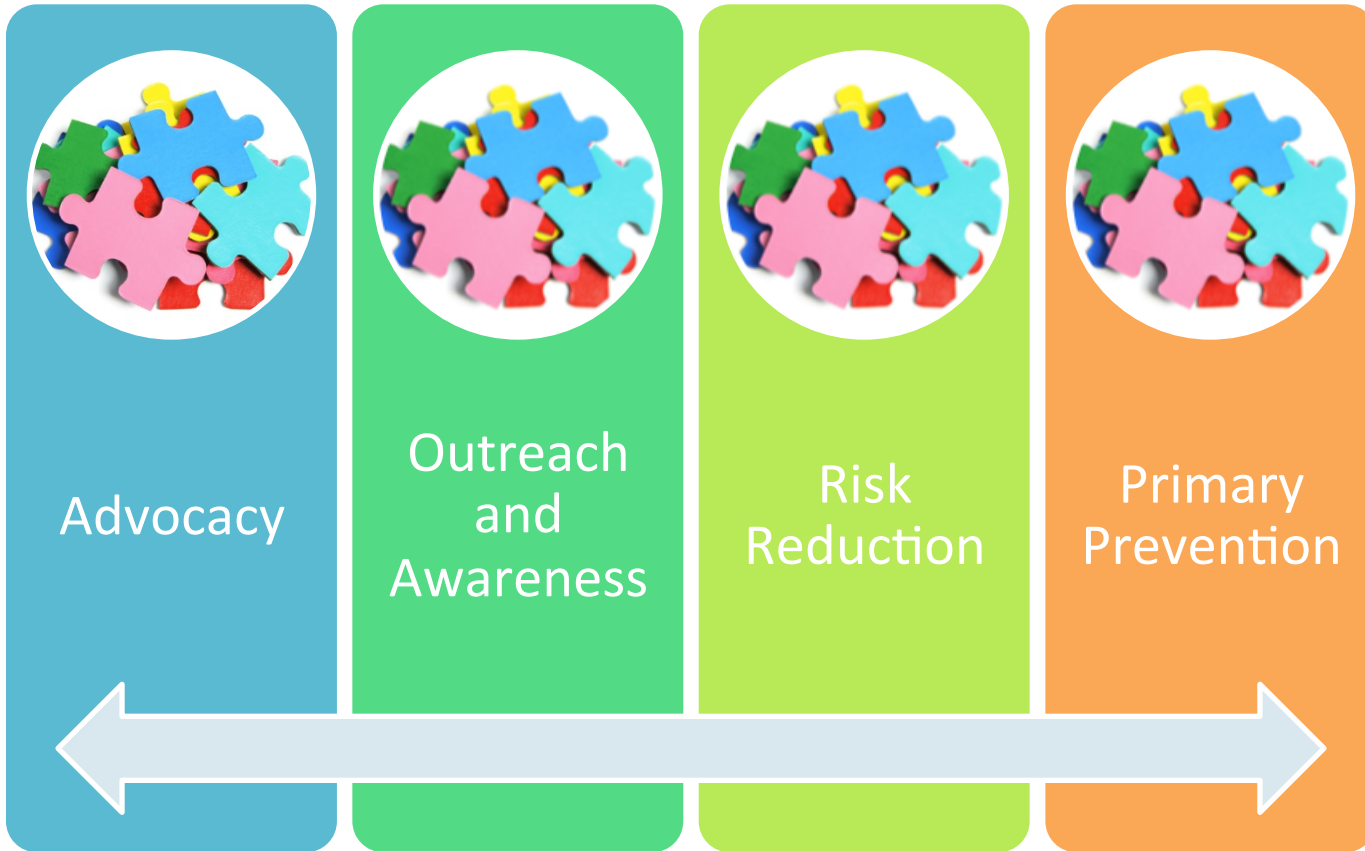 Advocacy
Outreach
and
Awareness
Risk
Reduction
Primary
Prevention